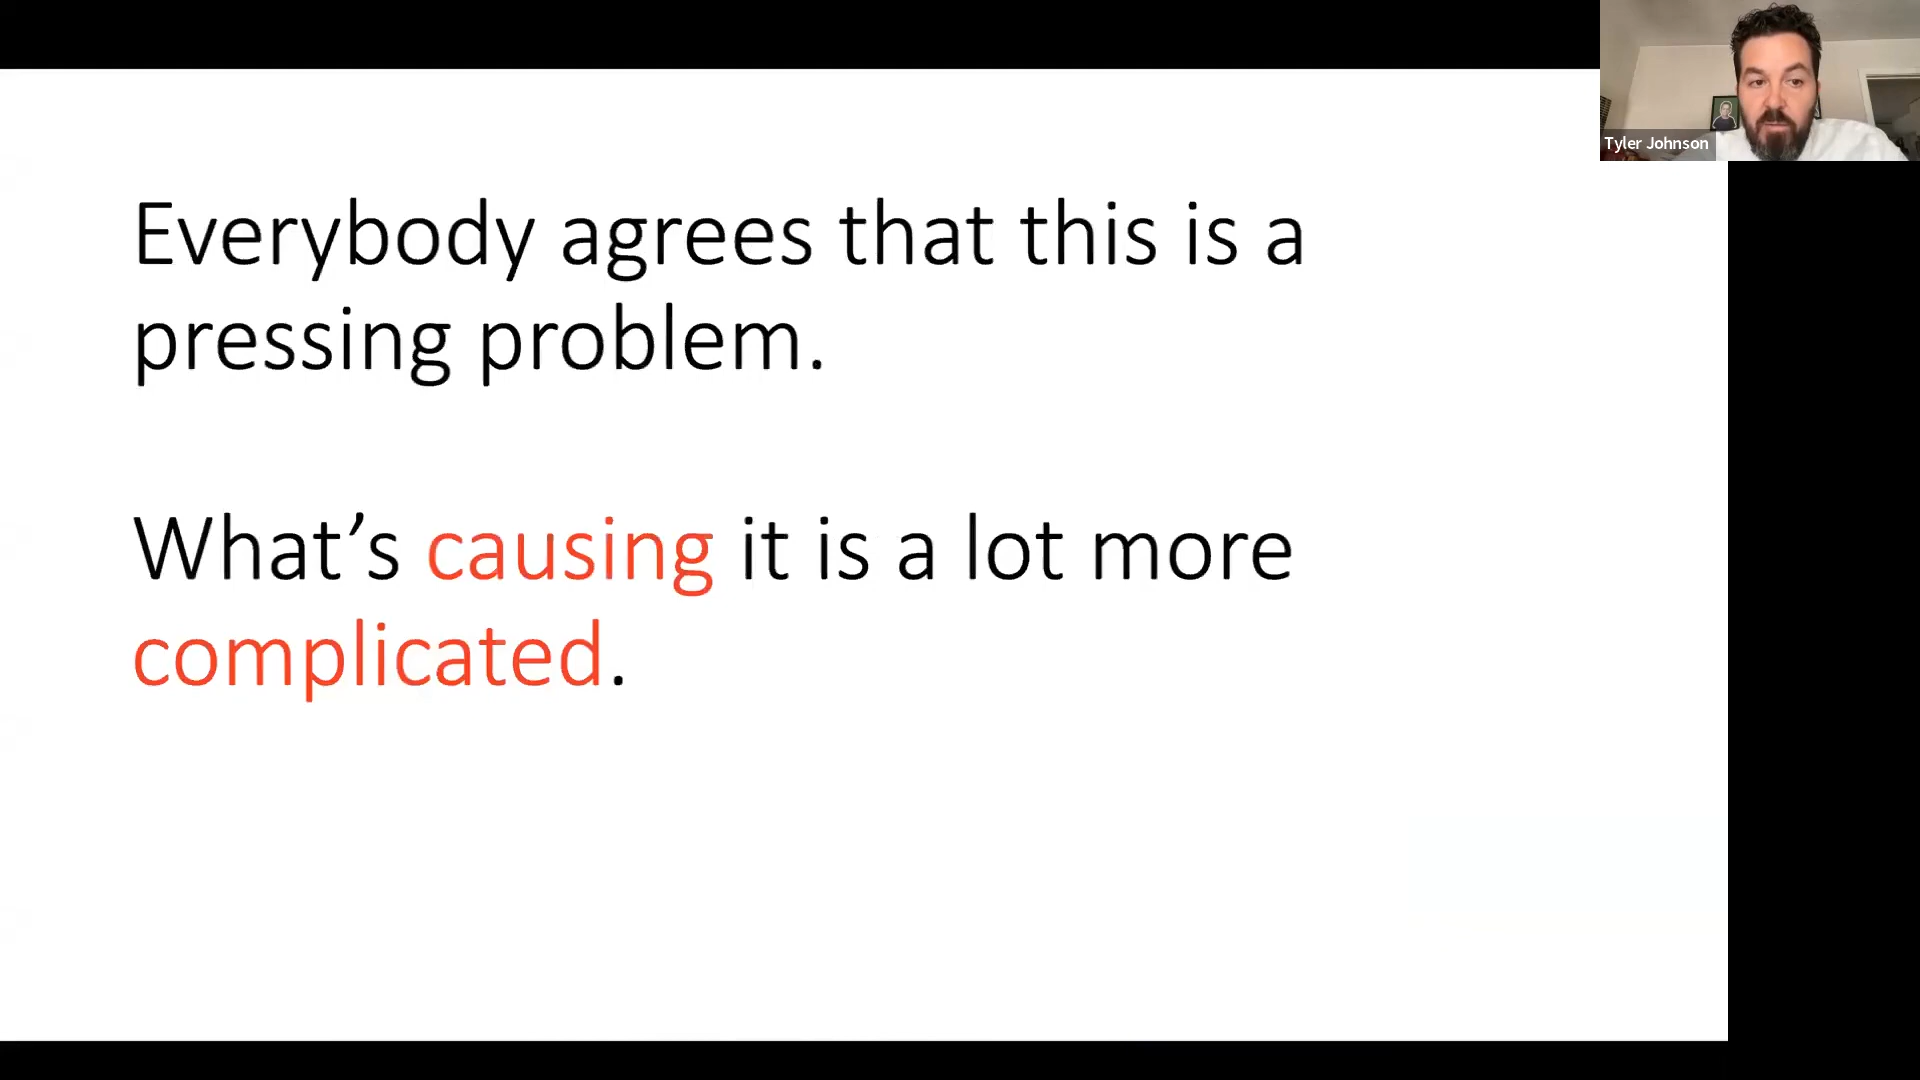 Everybody agrees that this is a
pressing problem.
What’s causing it is a lot more
complicated.
Tyler Johnson